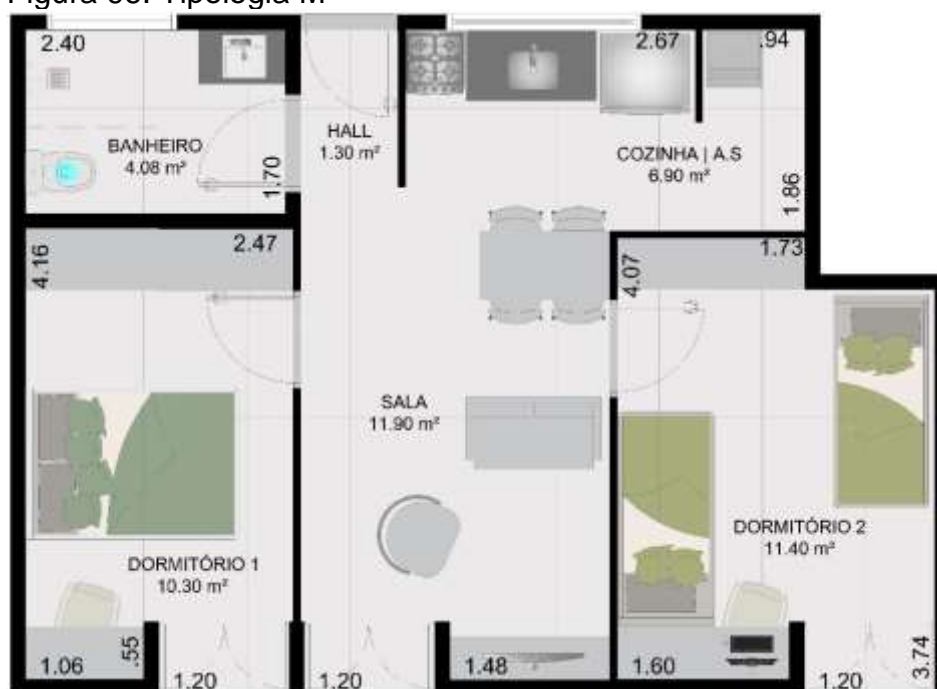 Figura 65: Tipologia M
2.40
2.67
.94
BANHEIRO
4.08 m²
1.70
HALL
1.30 m²
COZINHA | A.S
6.90 m²
1.86
4.16
2.47
4.07
1.73
SALA
11.90 m²
DORMITÓRIO 2
11.40 m²
DORMITÓRIO 1
10.30 m²
1.06
.55
1.20
1.20
1.48
1.60
1.20
3.74